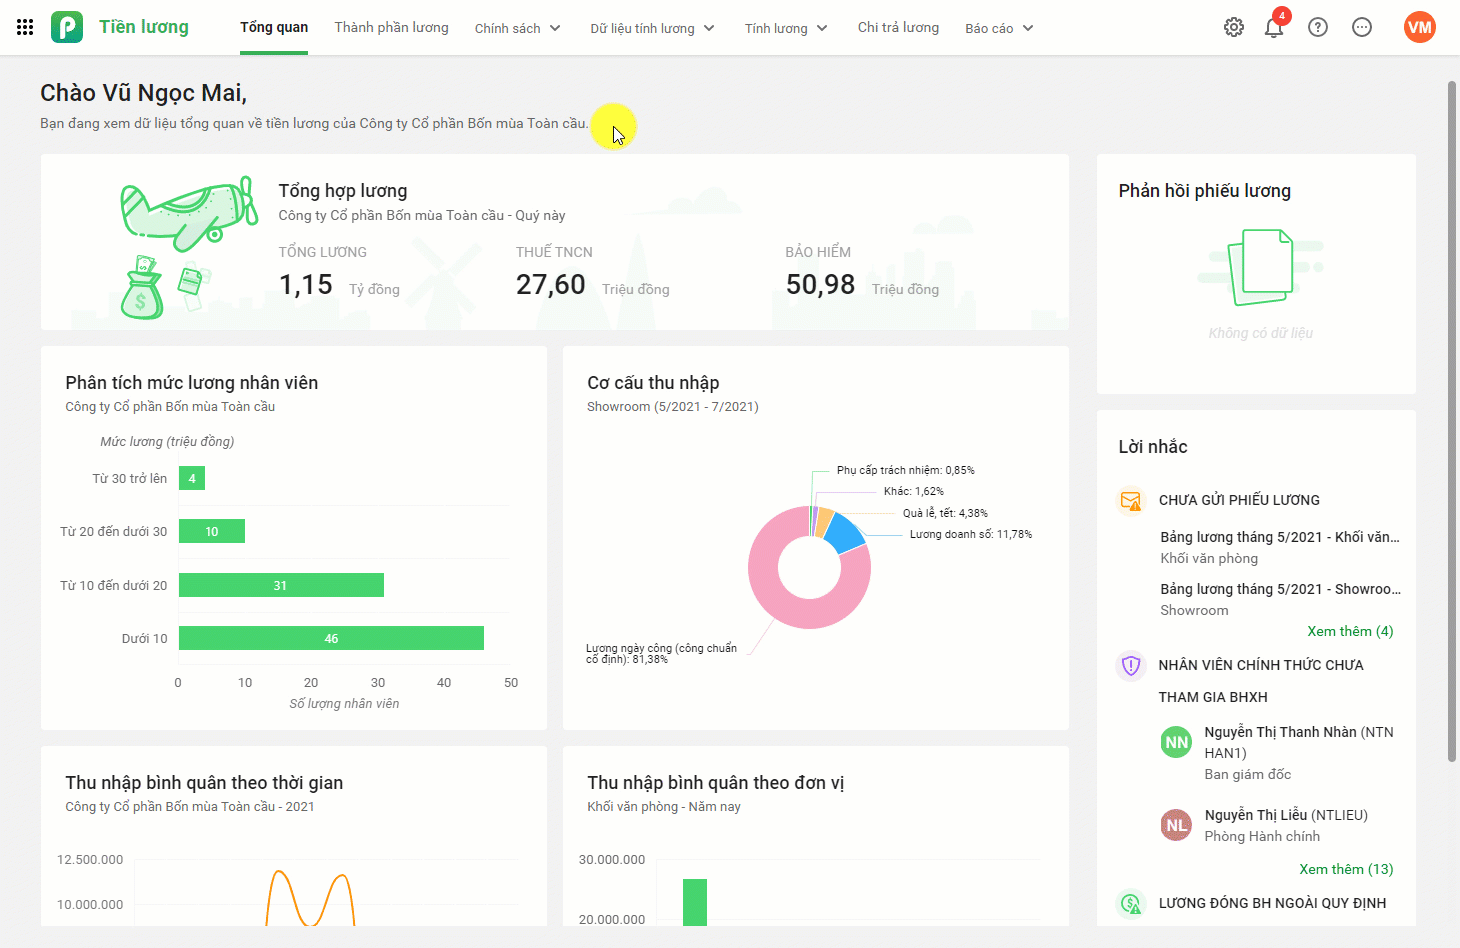 Tiền lương
Tổng quan
Thành phần lương
Chính sách
Dữ liệu tính lương
Tính lương
Chi trả lương
Báo cáo
4
VM
Chào Vũ Ngọc Mai,
Bạn đang xem dữ liệu tổng quan về tiền lương của Công ty Cổ phần Bốn mùa Toàn cầu.
Tổng hợp lương
Công ty Cổ phần Bốn mùa Toàn cầu - Quý này
TỔNG LƯƠNG
1,15 Tỷ đồng
THUẾ TNCN
27,60 Triệu đồng
BẢO HIỂM
50,98 Triệu đồng
Phản hồi phiếu lương
Không có dữ liệu
Phân tích mức lương nhân viên
Công ty Cổ phần Bốn mùa Toàn cầu
Mức lương (triệu đồng)
Từ 30 trở lên
4
Từ 20 đến dưới 30
10
Từ 10 đến dưới 20
31
Dưới 10
46
0 10 20 30 40 50
Số lượng nhân viên
Cơ cấu thu nhập
Showroom (5/2021 - 7/2021)
Phụ cấp trách nhiệm: 0,85%
Khác: 1,62%
Quà lễ, tết: 4,38%
Lương doanh số: 11,78%
Lương ngày công (công chuẩn
cố định): 81,38%
Lời nhắc
CHƯA GỬI PHIẾU LƯƠNG
Bảng lương tháng 5/2021 - Khối văn...
Khối văn phòng
Bảng lương tháng 5/2021 - Showroo...
Showroom
Xem thêm (4)
NHÂN VIÊN CHÍNH THỨC CHƯA
THAM GIA BHXH
NN
Nguyễn Thị Thanh Nhàn (NTN
HAN1)
Ban giám đốc
NL
Nguyễn Thị Liễu (NTLIEU)
Phòng Hành chính
Xem thêm (13)
LƯƠNG ĐÓNG BH NGOÀI QUY ĐỊNH
Thu nhập bình quân theo thời gian
Công ty Cổ phần Bốn mùa Toàn cầu - 2021
12.500.000
10.000.000
Thu nhập bình quân theo đơn vị
Khối văn phòng - Năm nay
30.000.000
20.000.000